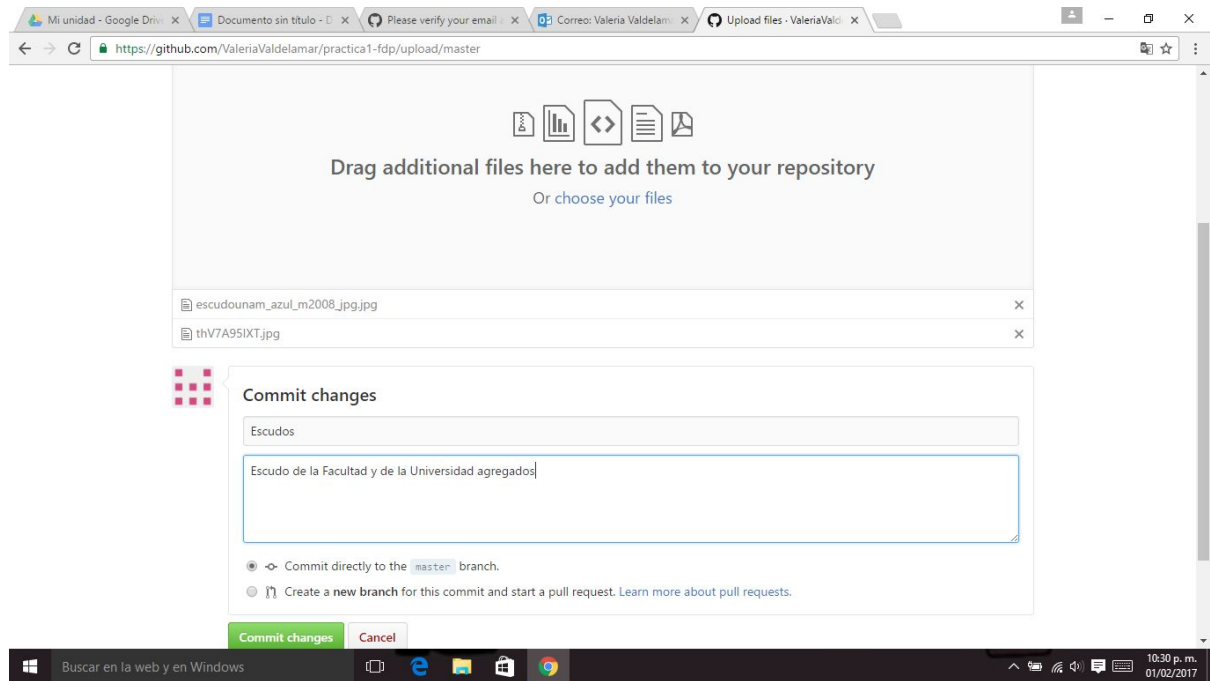 Mi unidad - Google Driv
Documento sin título - D
Please verify your email a
Correo: Valeria Valdelama
Upload files · ValeriaValde
https://github.com/ValeriaValdelamar/practica1-fdp/upload/master
Drag additional files here to add them to your repository
Or choose your files
escudounam_azul_m2008_jpg.jpg
thV7A95IXT.jpg
Commit changes
Escudos
Escudo de la Facultad y de la Universidad agregados
Commit directly to the master branch.
Create a new branch for this commit and start a pull request. Learn more about pull requests.
Commit changes
Cancel
Buscar en la web y en Windows
10:30 p. m.
01/02/2017